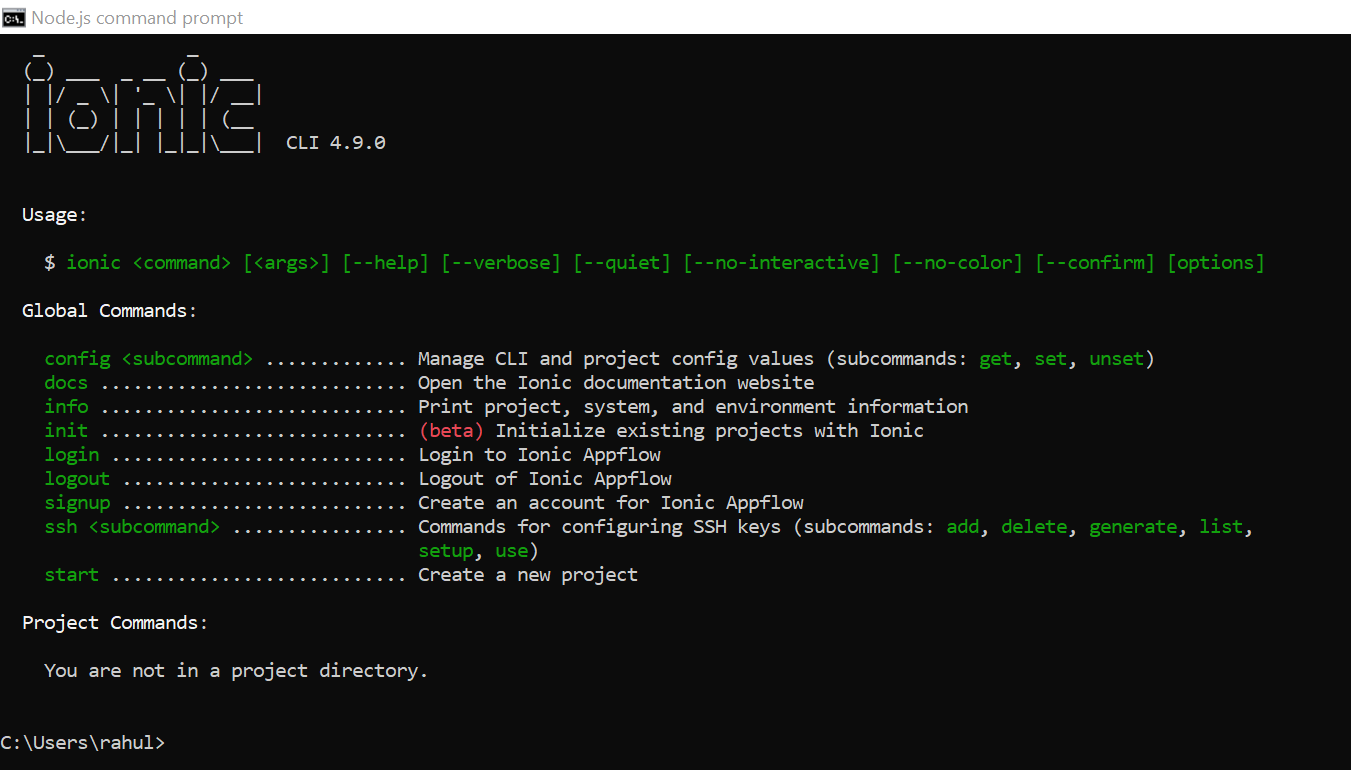 Node.js command prompt
ionic CLI 4.9.0
Usage:
$ ionic <command> [<args>] [--help] [--verbose] [--quiet] [--no-interactive] [--no-color] [--confirm] [options]
Global Commands:
config <subcommand> ............. Manage CLI and project config values (subcommands: get, set, unset)
docs ............................ Open the Ionic documentation website
info ............................ Print project, system, and environment information
init ............................ (beta) Initialize existing projects with Ionic
login ........................... Login to Ionic Appflow
logout .......................... Logout of Ionic Appflow
signup .......................... Create an account for Ionic Appflow
ssh <subcommand> ................ Commands for configuring SSH keys (subcommands: add, delete, generate, list,
setup, use)
start ........................... Create a new project
Project Commands:
You are not in a project directory.
C:\Users\rahul>